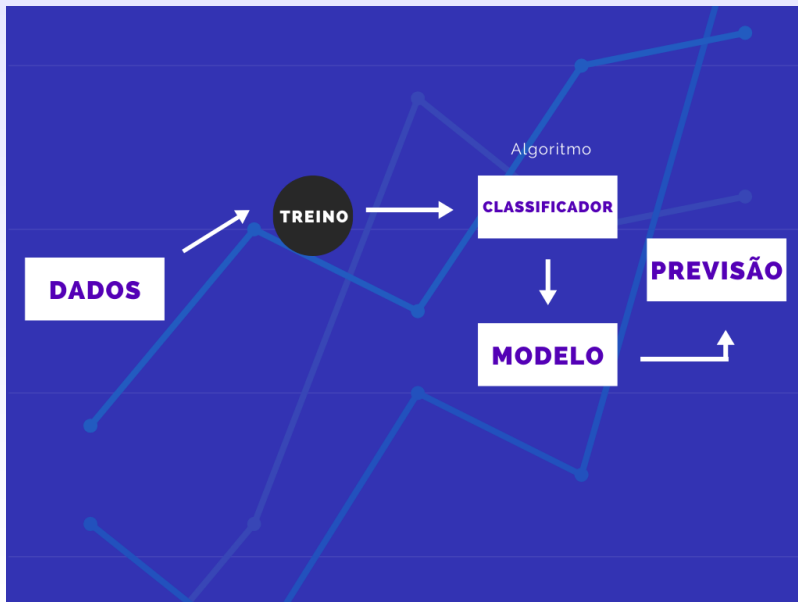 Algoritmo
TREINO
CLASSIFICADOR
DADOS
PREVISÃO
MODELO